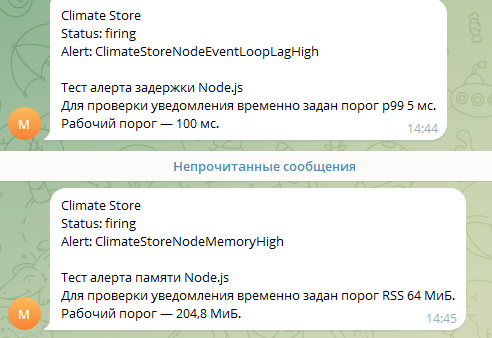 Climate Store
Status: firing
Alert: ClimateStoreNodeEventLoopLagHigh
Тест алерта задержки Node.js
Для проверки уведомления временно задан порог p99 5 мс.
Рабочий порог — 100 мс.
М
14:44
Непрочитанные сообщения
Climate Store
Status: firing
Alert: ClimateStoreNodeMemoryHigh
Тест алерта памяти Node.js
Для проверки уведомления временно задан порог RSS 64 МиБ.
Рабочий порог — 204,8 МиБ.
М
14:45